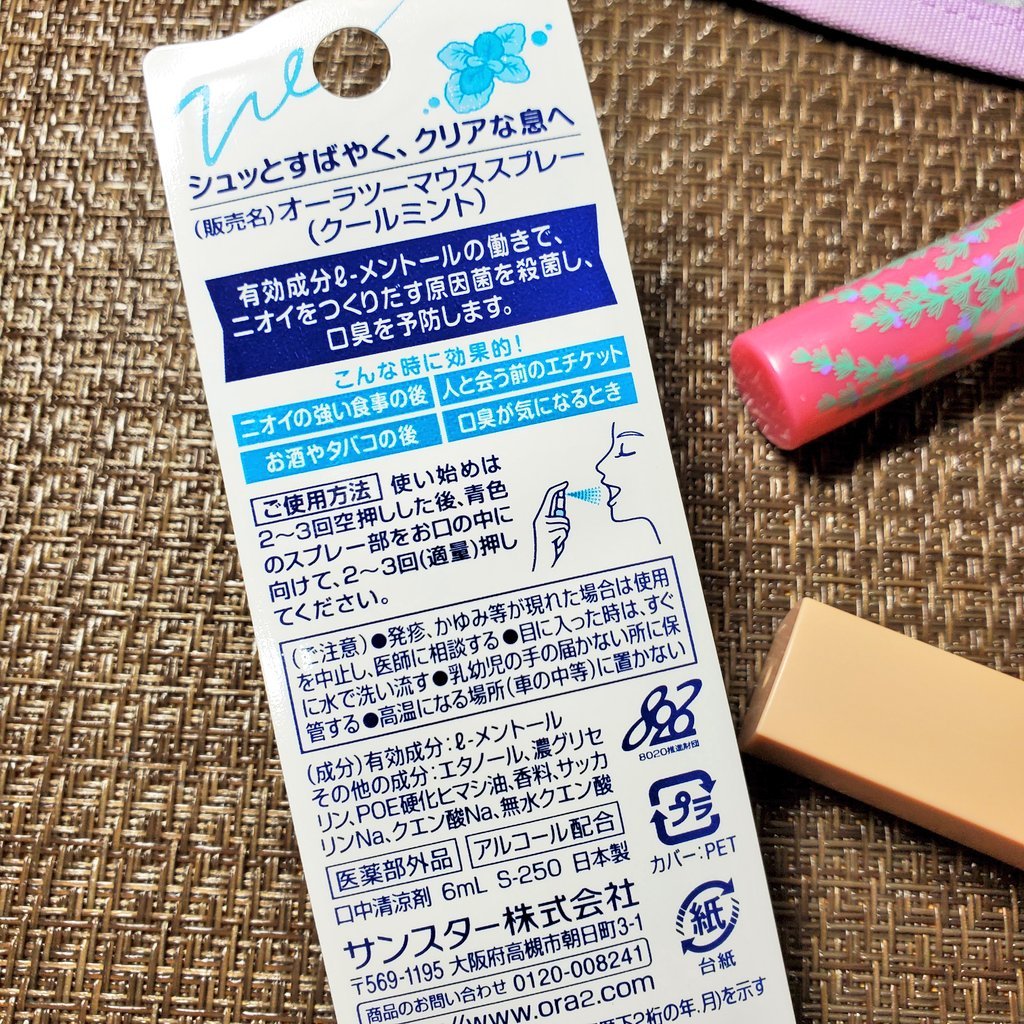 シュッとすばやく、クリアな息へ
(販売名)オーラツーマウススプレー
(クールミント)
有効成分ℓ-メントールの働きで、
ニオイをつくりだす原因菌を殺菌し、
口臭を予防します。
こんな時に効果的!
ニオイの強い食事の後
人と会う前のエチケット
お酒やタバコの後
口臭が気になるとき
ご使用方法 使い始めは
2〜3回空押しした後、青色
のスプレー部をお口の中に
向けて、2〜3回(適量)押し
てください。
(ご注意)●発疹、かゆみ等が現れた場合は使用
を中止し、医師に相談する●目に入った時は、すぐ
に水で洗い流す●乳幼児の手の届かない所に保
管する●高温になる場所(車の中等)に置かない
(成分)有効成分:ℓ-メントール
その他の成分:エタノール、濃グリセ
リン、POE硬化ヒマシ油、香料、サッカ
リンNa、クエン酸Na、無水クエン酸
8020推進財団
医薬部外品 アルコール配合
口中清涼剤 6mL S-250 日本製
プラ
カバー:PET
サンスター株式会社
〒569-1195 大阪府高槻市朝日町3-1
商品のお問い合わせ 0120-008241
//www.ora2.com
紙
台紙
下2桁の年、月)を示す